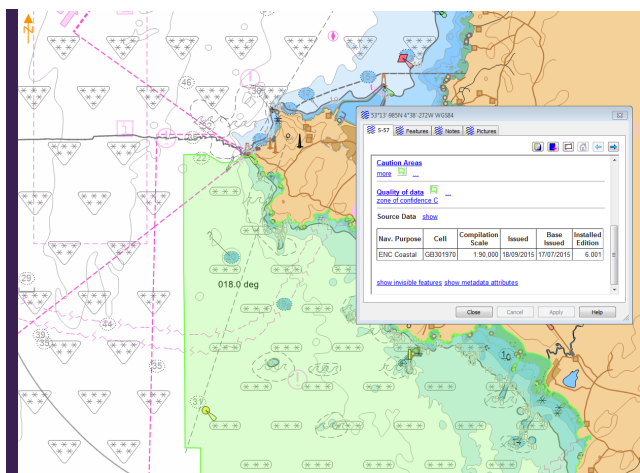 53°13'·985N 4°38'·272W WGS84
S-57 Features Notes Pictures
Caution Areas
more ...
Quality of data ...
zone of confidence C
Source Data show
Nav. Purpose Cell Compilation Scale Issued Base Issued Installed Edition
ENC Coastal GB301970 1:90,000 18/09/2015 17/07/2015 6.001
show invisible features show metadata attributes
Close Cancel Apply Help
N
46
39
22
018.0 deg
29
44
39
35
31